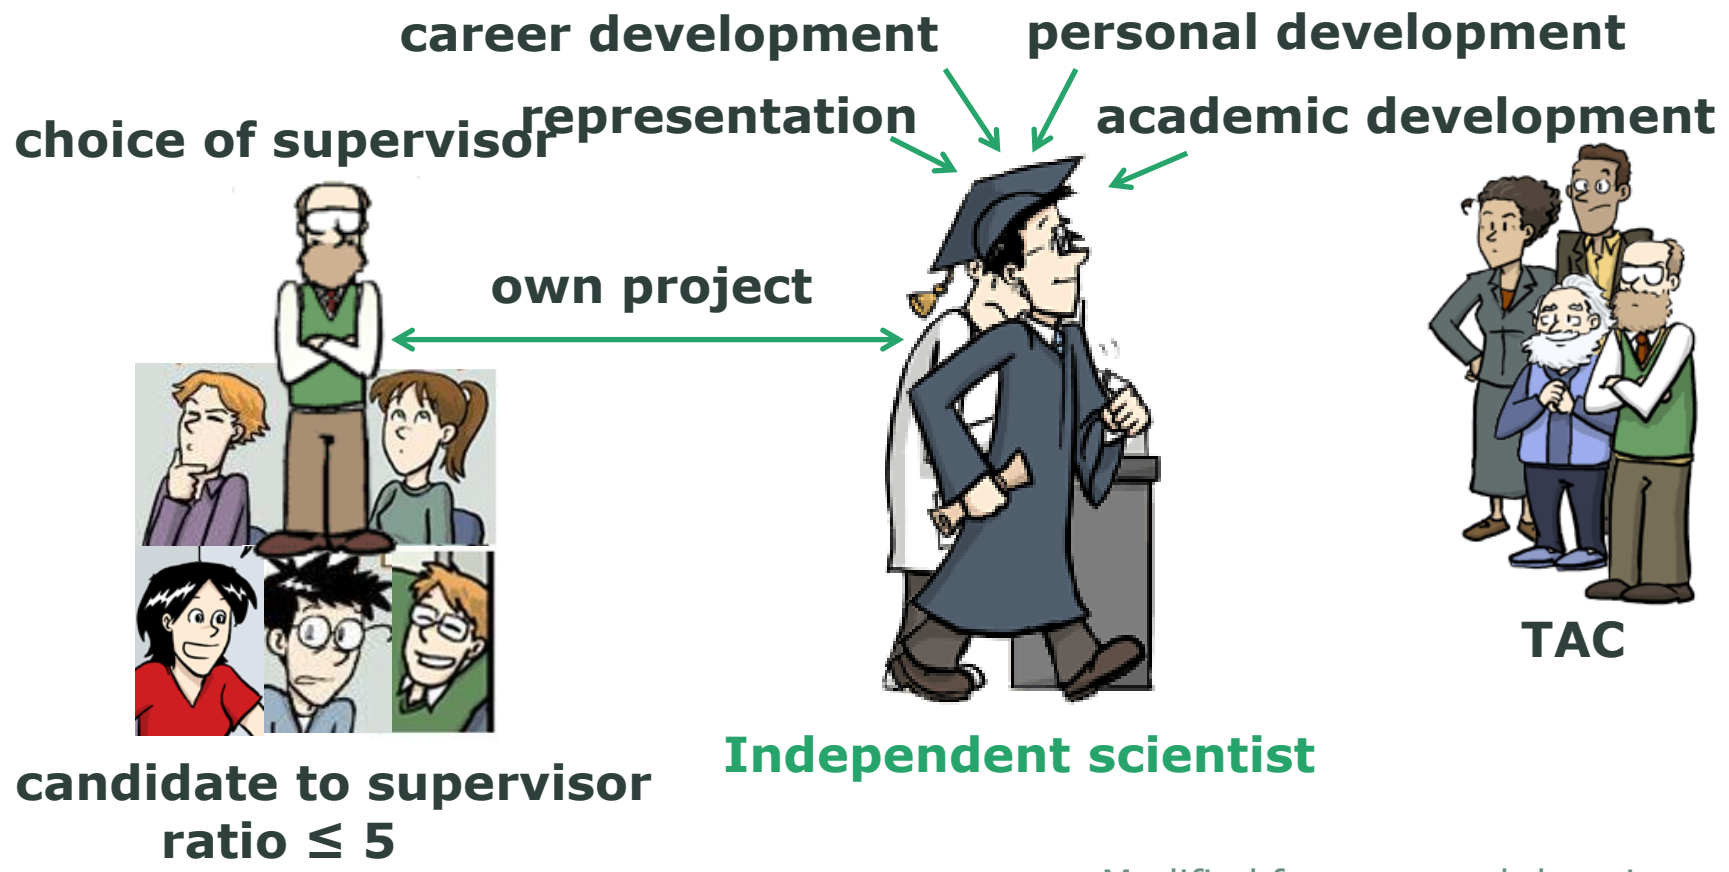 career development
personal development
representation
academic development
choice of supervisor
own project
TAC
Independent scientist
candidate to supervisor
ratio ≤ 5